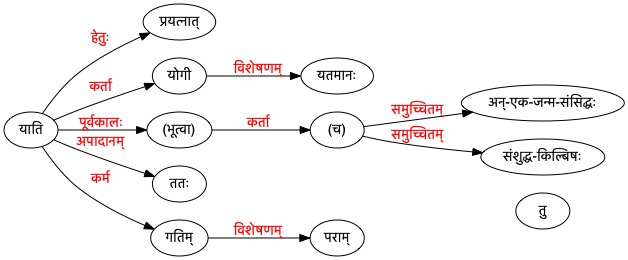 प्रयत्नात्
हेतुः
योगी
विशेषणम्
यतमानः
कर्ता
याति
पूर्वकालः
(भूत्वा)
कर्ता
(च)
समुच्चितम्
अन्-एक-जन्म-संसिद्धः
समुच्चितम्
संशुद्ध-किल्बिषः
अपादानम्
ततः
कर्म
गतिम्
विशेषणम्
पराम्
तु